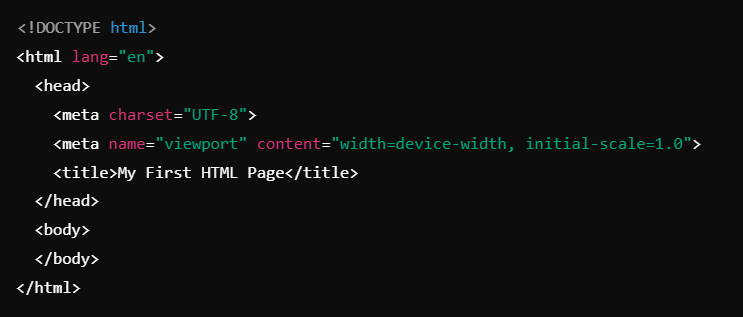 <!DOCTYPE html>
<html lang="en">
  <head>
    <meta charset="UTF-8">
    <meta name="viewport" content="width=device-width, initial-scale=1.0">
    <title>My First HTML Page</title>
  </head>
  <body>
  </body>
</html>